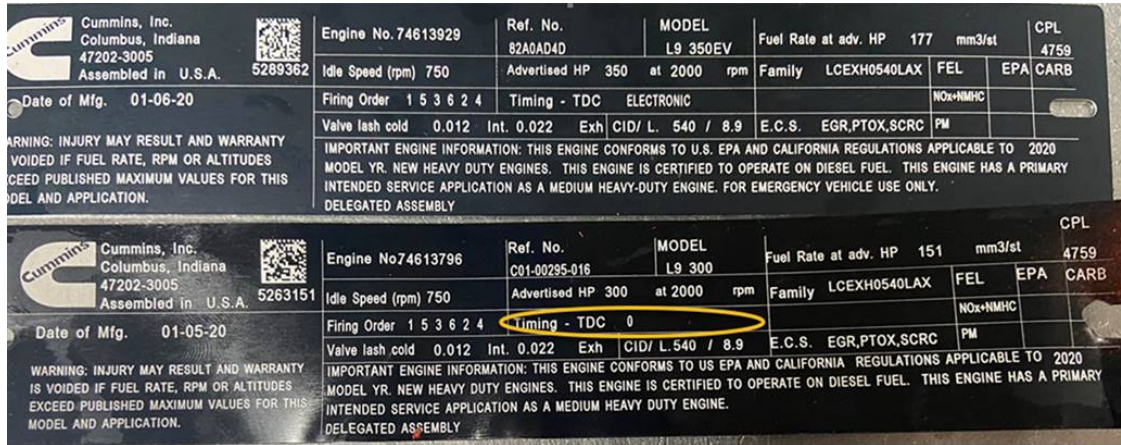 Cummins
Cummins, Inc.
Columbus, Indiana
47202-3005
Assembled in U.S.A.
5289362
Date of Mfg. 01-06-20
ARNING: INJURY MAY RESULT AND WARRANTY
VOIDED IF FUEL RATE, RPM OR ALTITUDES
CEED PUBLISHED MAXIMUM VALUES FOR THIS
ODEL AND APPLICATION.
Engine No. 74613929
Ref. No.
82A0AD4D
MODEL
L9 350EV
Fuel Rate at adv. HP 177 mm3/st
CPL
4759
Idle Speed (rpm) 750
Advertised HP 350 at 2000 rpm
Family LCEXH0540LAX
FEL
EPA CARB
Firing Order 1 5 3 6 2 4
Timing - TDC ELECTRONIC
NOx+NMHC
Valve lash cold 0.012 Int. 0.022 Exh
CID/ L. 540 / 8.9
E.C.S. EGR,PTOX,SCRC
PM
IMPORTANT ENGINE INFORMATION: THIS ENGINE CONFORMS TO U.S. EPA AND CALIFORNIA REGULATIONS APPLICABLE TO 2020
MODEL YR. NEW HEAVY DUTY ENGINES. THIS ENGINE IS CERTIFIED TO OPERATE ON DIESEL FUEL. THIS ENGINE HAS A PRIMARY
INTENDED SERVICE APPLICATION AS A MEDIUM HEAVY-DUTY ENGINE. FOR EMERGENCY VEHICLE USE ONLY.
DELEGATED ASSEMBLY
Cummins
Cummins, Inc.
Columbus, Indiana
47202-3005
Assembled in U.S.A.
5263151
Date of Mfg. 01-05-20
WARNING: INJURY MAY RESULT AND WARRANTY
IS VOIDED IF FUEL RATE, RPM OR ALTITUDES
EXCEED PUBLISHED MAXIMUM VALUES FOR THIS
MODEL AND APPLICATION.
Engine No74613796
Ref. No.
C01-00295-016
MODEL
L9 300
Fuel Rate at adv. HP 151 mm3/st
CPL
4759
Idle Speed (rpm) 750
Advertised HP 300 at 2000 rpm
Family LCEXH0540LAX
FEL
EPA CARB
Firing Order 1 5 3 6 2 4
Timing - TDC 0
NOx+NMHC
Valve lash cold 0.012 Int. 0.022 Exh
CID/ L. 540 / 8.9
E.C.S. EGR,PTOX,SCRC
PM
IMPORTANT ENGINE INFORMATION: THIS ENGINE CONFORMS TO US EPA AND CALIFORNIA REGULATIONS APPLICABLE TO 2020
MODEL YR. NEW HEAVY DUTY ENGINES. THIS ENGINE IS CERTIFIED TO OPERATE ON DIESEL FUEL. THIS ENGINE HAS A PRIMARY
INTENDED SERVICE APPLICATION AS A MEDIUM HEAVY DUTY ENGINE.
DELEGATED ASSEMBLY